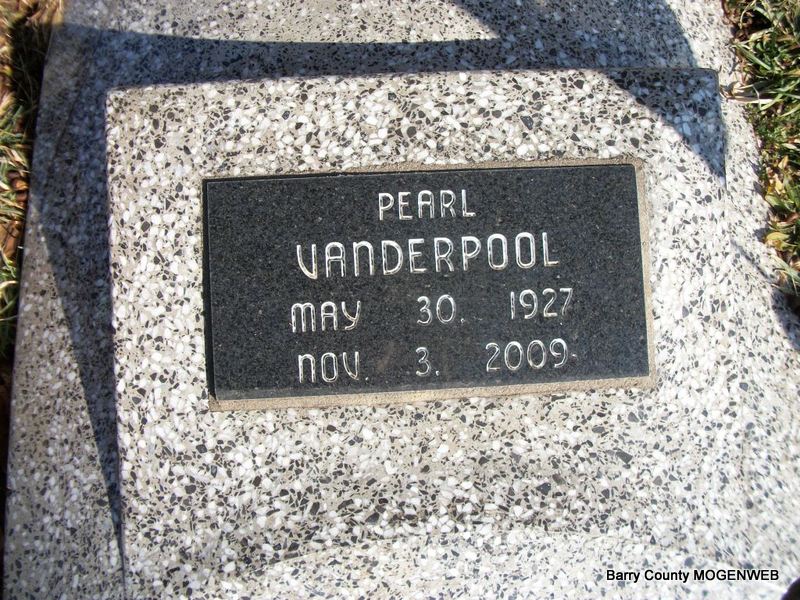 PEARL
VANDERPOOL
MAY 30. 1927
NOV. 3. 2009
Barry County MOGENWEB